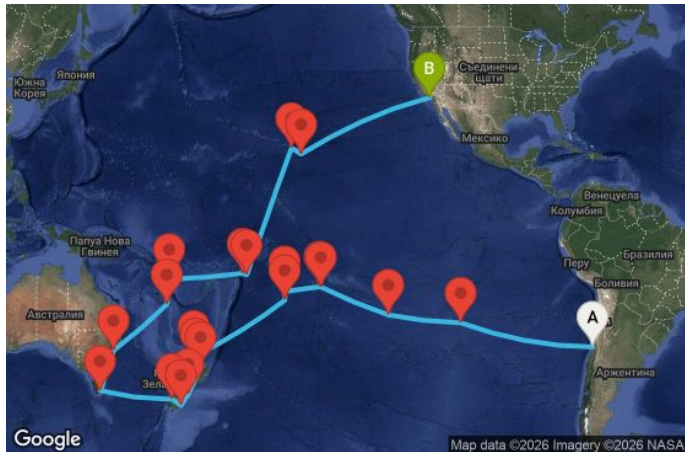 B
Южна
Корея
Япония
Съединени
щати
Мексико
Венецуела
Колумбия
Папуа Нова
Гвинея
Перу
Бразилия
Боливия
Австралия
A
Аржентина
Google
Map data ©2026 Imagery ©2026 NASA